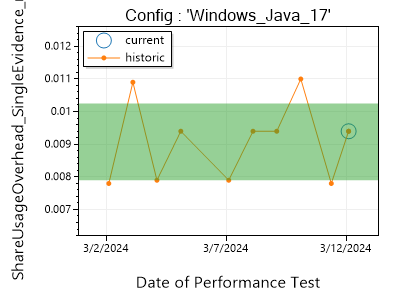 Config : 'Windows_Java_17'
current
historic
0.012
0.011
0.01
0.009
0.008
0.007
3/2/2024
3/7/2024
3/12/2024
Date of Performance Test
ShareUsageOverhead_SingleEvidence_